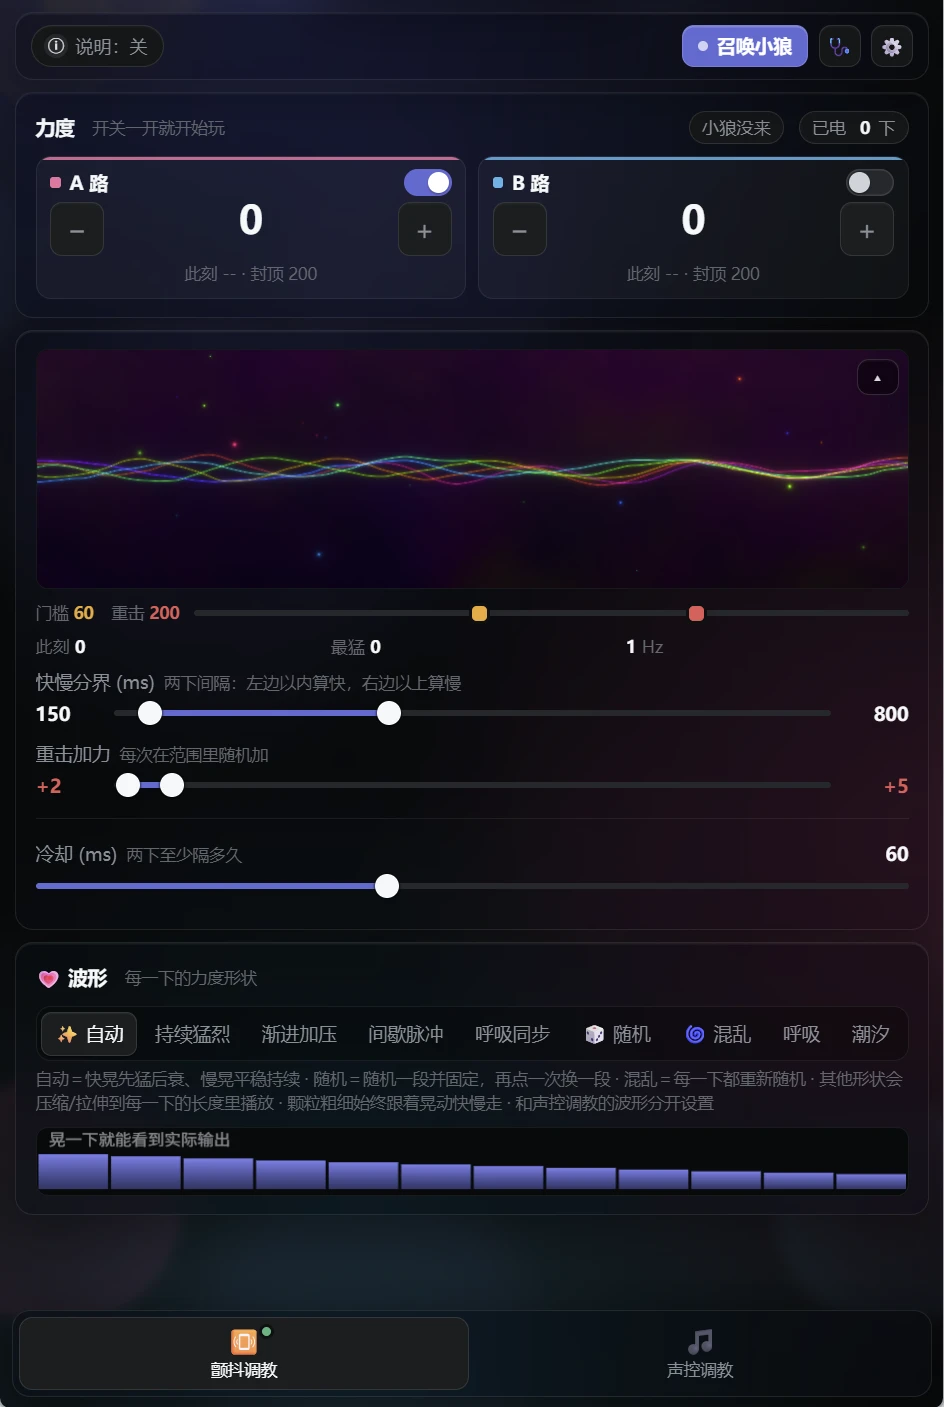 说明：关
召唤小狼
力度 开关一开就开始玩
小狼没来
已电 0 下
A 路
B 路
− 0 +
− 0 +
此刻 -- · 封顶 200
此刻 -- · 封顶 200
▲
门槛 60 重击 200
此刻 0 最猛 0 1 Hz
快慢分界 (ms) 两下间隔：左边以内算快，右边以上算慢
150 800
重击加力 每次在范围里随机加
+2 +5
冷却 (ms) 两下至少隔多久 60
波形 每一下的力度形状
自动 持续猛烈 渐进加压 间歇脉冲 呼吸同步 随机 混乱 呼吸 潮汐
自动＝快晃先猛后衰、慢晃平稳持续 · 随机＝随机一段并固定，再点一次换一段 · 混乱＝每一下都重新随机 · 其他形状会
压缩/拉伸到每一下的长度里播放 · 颗粒粗细始终跟着晃动快慢走 · 和声控调教的波形分开设置
晃一下就能看到实际输出
颤抖调教
声控调教